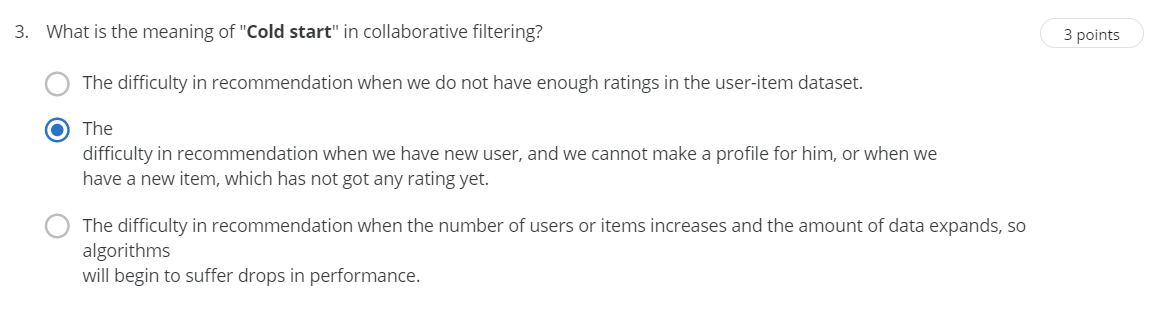 3. What is the meaning of "Cold start" in collaborative filtering?
3 points
The difficulty in recommendation when we do not have enough ratings in the user-item dataset.
The
difficulty in recommendation when we have new user, and we cannot make a profile for him, or when we
have a new item, which has not got any rating yet.
The difficulty in recommendation when the number of users or items increases and the amount of data expands, so
algorithms
will begin to suffer drops in performance.